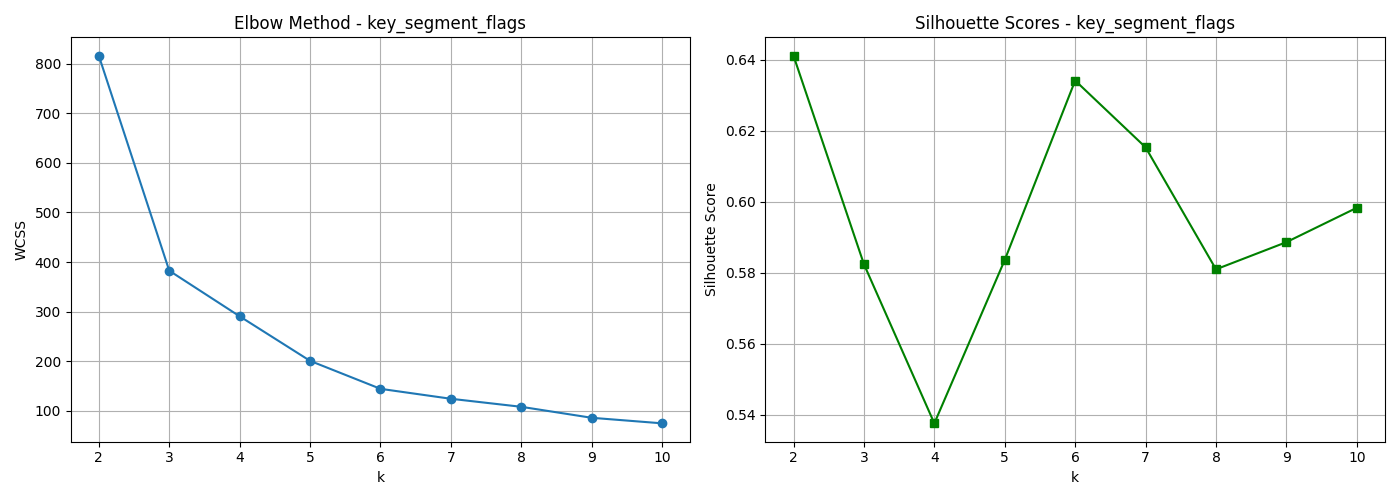 Elbow Method - key_segment_flags
800
700
600
500
400
300
200
100
WCSS
2 3 4 5 6 7 8 9 10
k
Silhouette Scores - key_segment_flags
0.64
0.62
0.60
0.58
0.56
0.54
Silhouette Score
2 3 4 5 6 7 8 9 10
k